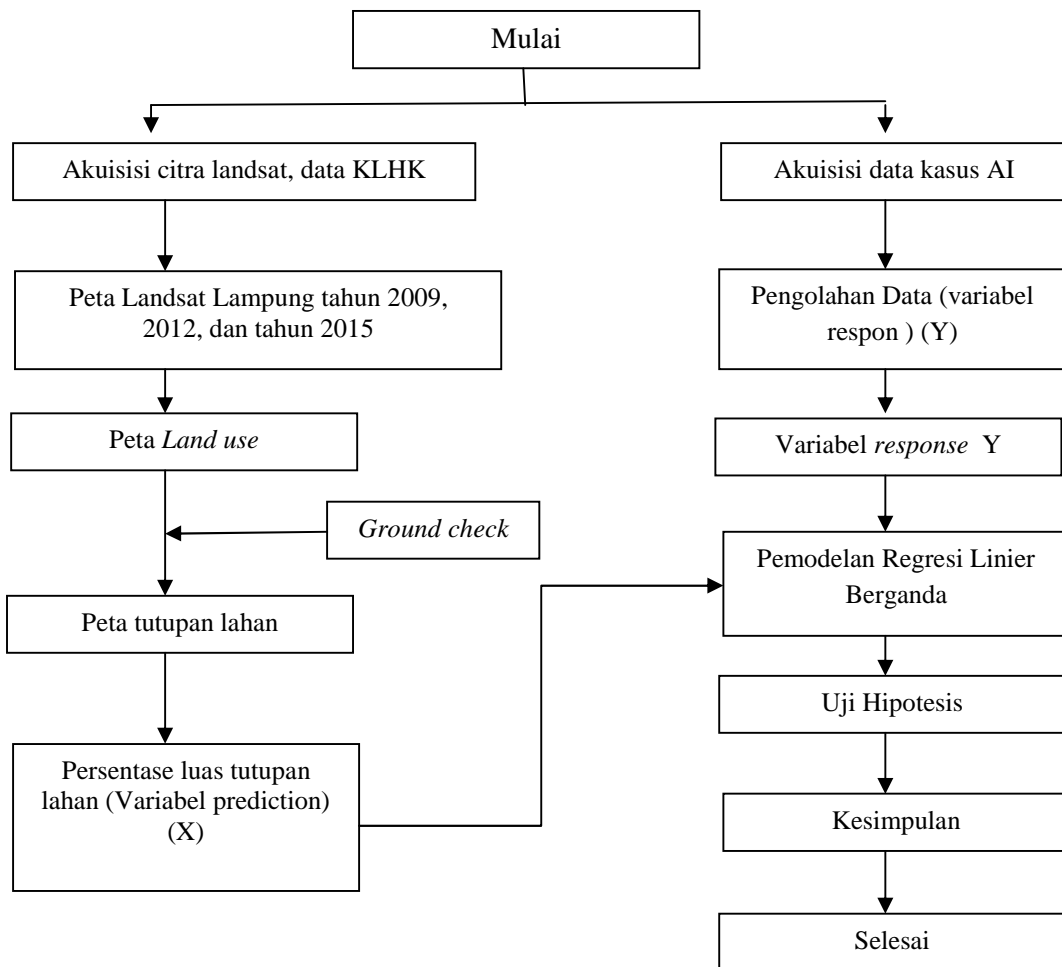 Mulai
Akuisisi citra landsat, data KLHK
Peta Landsat Lampung tahun 2009,
2012, dan tahun 2015
Peta Land use
Ground check
Peta tutupan lahan
Persentase luas tutupan
lahan (Variabel prediction)
(X)
Akuisisi data kasus AI
Pengolahan Data (variabel
respon ) (Y)
Variabel response Y
Pemodelan Regresi Linier
Berganda
Uji Hipotesis
Kesimpulan
Selesai